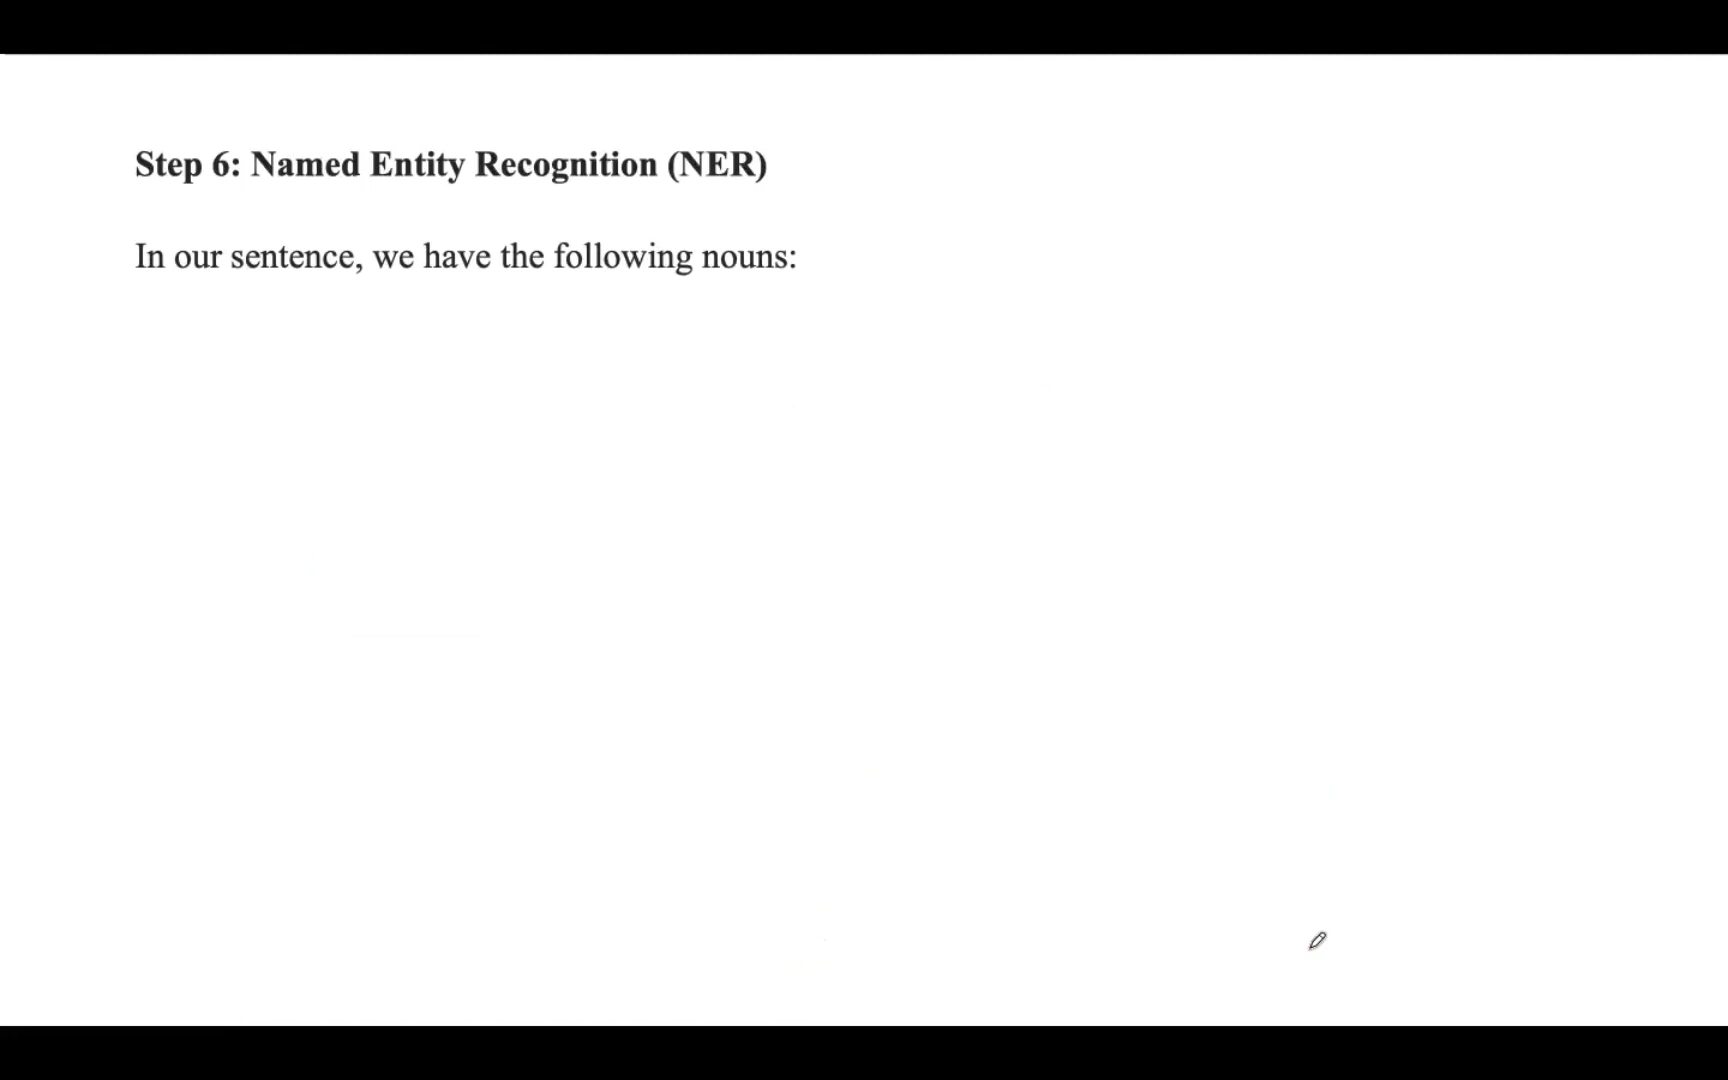 Step 6: Named Entity Recognition (NER)
In our sentence, we have the following nouns: